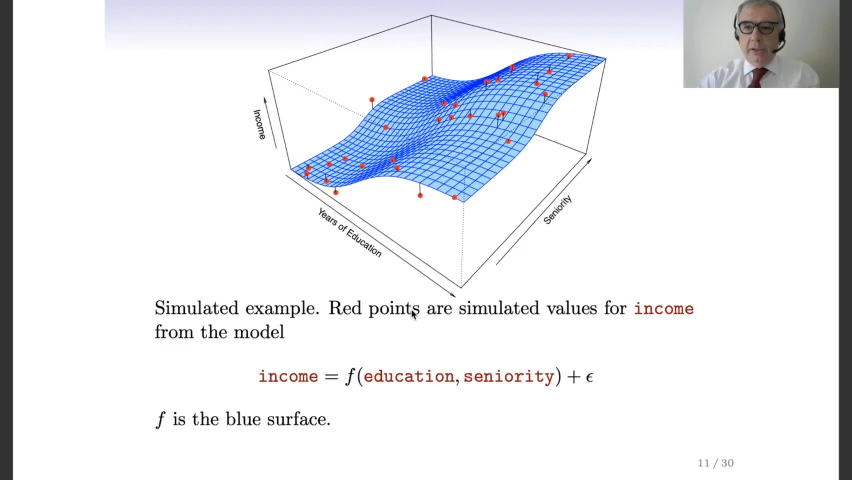 Income
Years of Education
Seniority
Simulated example. Red points are simulated values for income
from the model
income = f(education, seniority) + ϵ
f is the blue surface.
11 / 30